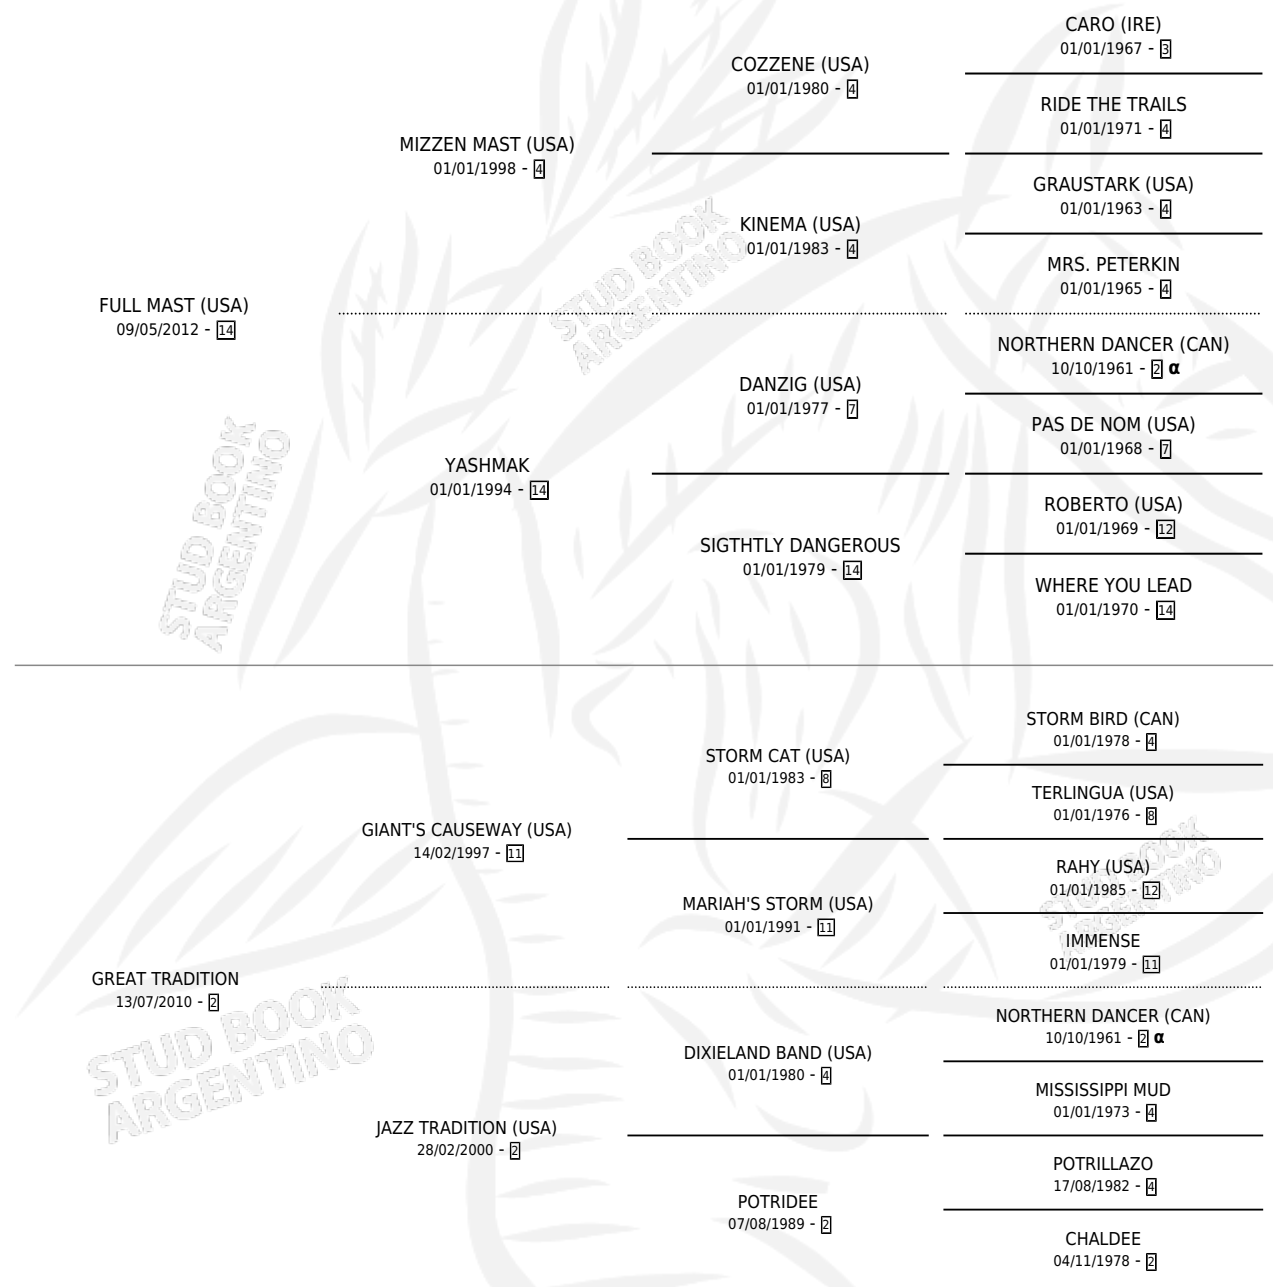 CARO (IRE)
01/01/1967 - 3
COZZENE (USA)
01/01/1980 - 4
RIDE THE TRAILS
01/01/1971 - 4
MIZZEN MAST (USA)
01/01/1998 - 4
GRAUSTARK (USA)
01/01/1963 - 4
KINEMA (USA)
01/01/1983 - 4
MRS. PETERKIN
01/01/1965 - 4
FULL MAST (USA)
09/05/2012 - 14
NORTHERN DANCER (CAN)
10/10/1961 - 2 α
DANZIG (USA)
01/01/1977 - 7
PAS DE NOM (USA)
01/01/1968 - 7
YASHMAK
01/01/1994 - 14
ROBERTO (USA)
01/01/1969 - 12
SIGTHTLY DANGEROUS
01/01/1979 - 14
WHERE YOU LEAD
01/01/1970 - 14
STUD BOOK
ARGENTINO
STUD BOOK
ARGENTINO
STORM BIRD (CAN)
01/01/1978 - 4
STORM CAT (USA)
01/01/1983 - 8
TERLINGUA (USA)
01/01/1976 - 8
GIANT'S CAUSEWAY (USA)
14/02/1997 - 11
RAHY (USA)
01/01/1985 - 12
MARIAH'S STORM (USA)
01/01/1991 - 11
IMMENSE
01/01/1979 - 11
GREAT TRADITION
13/07/2010 - 2
NORTHERN DANCER (CAN)
10/10/1961 - 2 α
DIXIELAND BAND (USA)
01/01/1980 - 4
MISSISSIPPI MUD
01/01/1973 - 4
JAZZ TRADITION (USA)
28/02/2000 - 2
POTRILLAZO
17/08/1982 - 4
POTRIDEE
07/08/1989 - 2
CHALDEE
04/11/1978 - 2
STUD BOOK
ARGENTINO
STUD BOOK
ARGENTINO